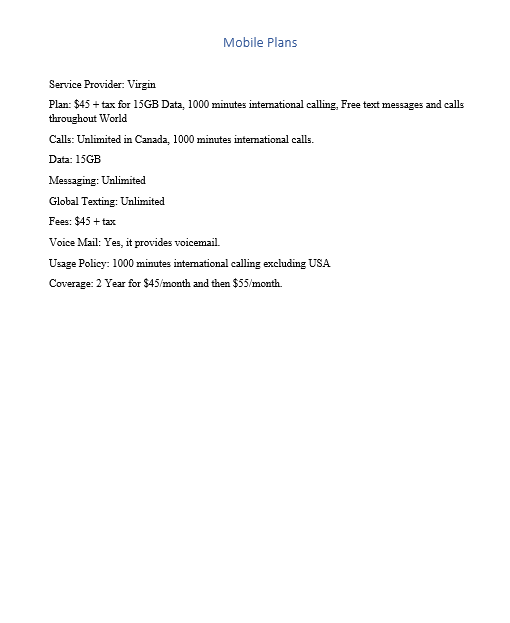 Mobile Plans
Service Provider: Virgin
Plan: $45 + tax for 15GB Data, 1000 minutes international calling, Free text messages and calls
throughout World
Calls: Unlimited in Canada, 1000 minutes international calls.
Data: 15GB
Messaging: Unlimited
Global Texting: Unlimited
Fees: $45 + tax
Voice Mail: Yes, it provides voicemail.
Usage Policy: 1000 minutes international calling excluding USA
Coverage: 2 Year for $45/month and then $55/month.